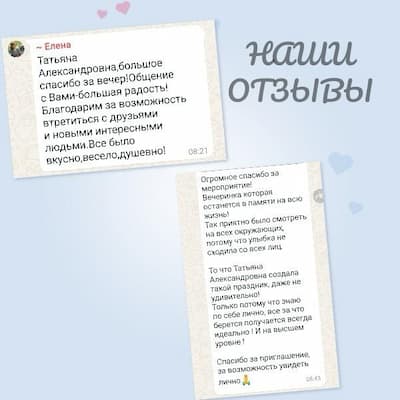 ~ Елена
Татьяна
Александровна,большое
спасибо за вечер!Общение
с Вами-большая радость!
Благодарим за возможность
втретиться с друзьями
и новыми интересными
людьми.Все было
вкусно,весело,душевно!
08:21
НАШИ
ОТЗЫВЫ
Огромное спасибо за
мероприятие!
Вечеринка которая
останется в памяти на всю
жизнь!
Так приятно было смотреть
на всех окружающих,
потому что улыбка не
сходила со всех лиц.
То что Татьяна
Александровна создала
такой праздник, даже не
удивительно!
Только потому что знаю
по себе лично, все за что
берется получается всегда
идеально ! И на высшем
уровне !
Спасибо за приглашение,
за возможность увидеть
лично🙏
08:43